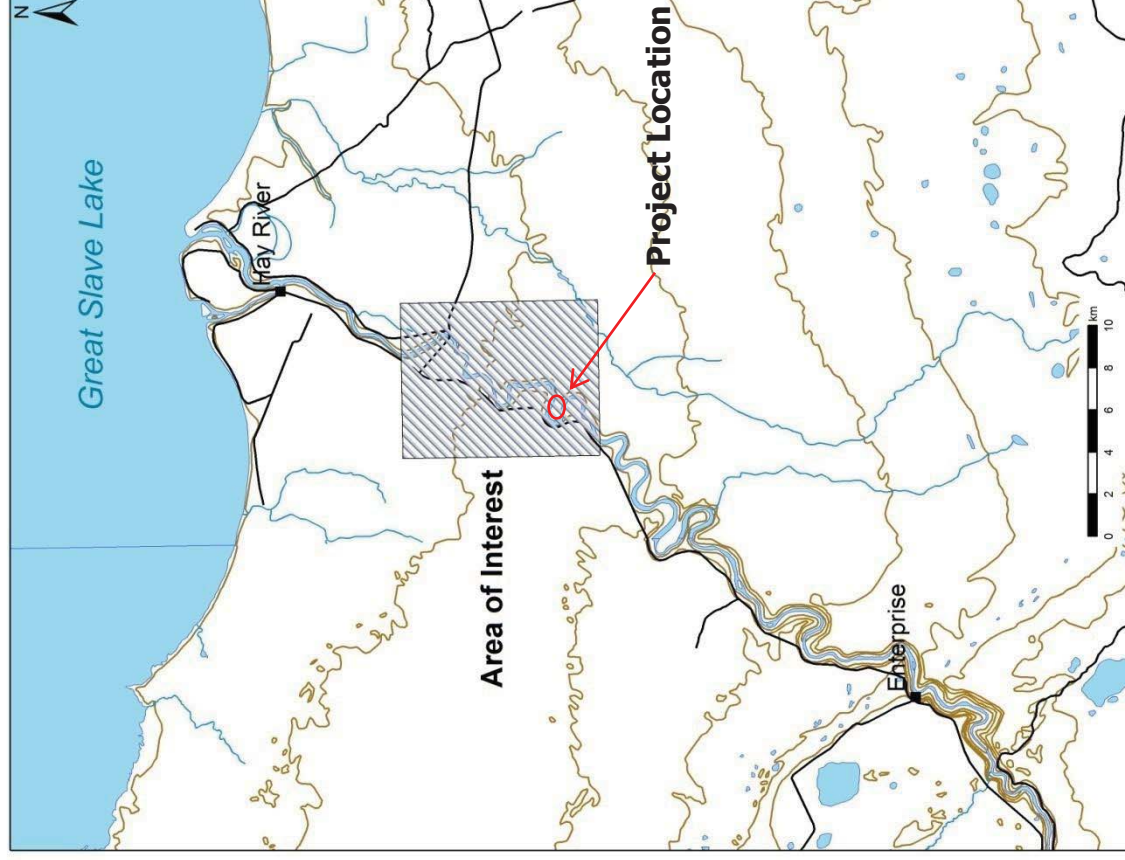 N
Great Slave Lake
Hay River
Project Location
Area of Interest
Enterprise
km
0 2 4 6 8 10